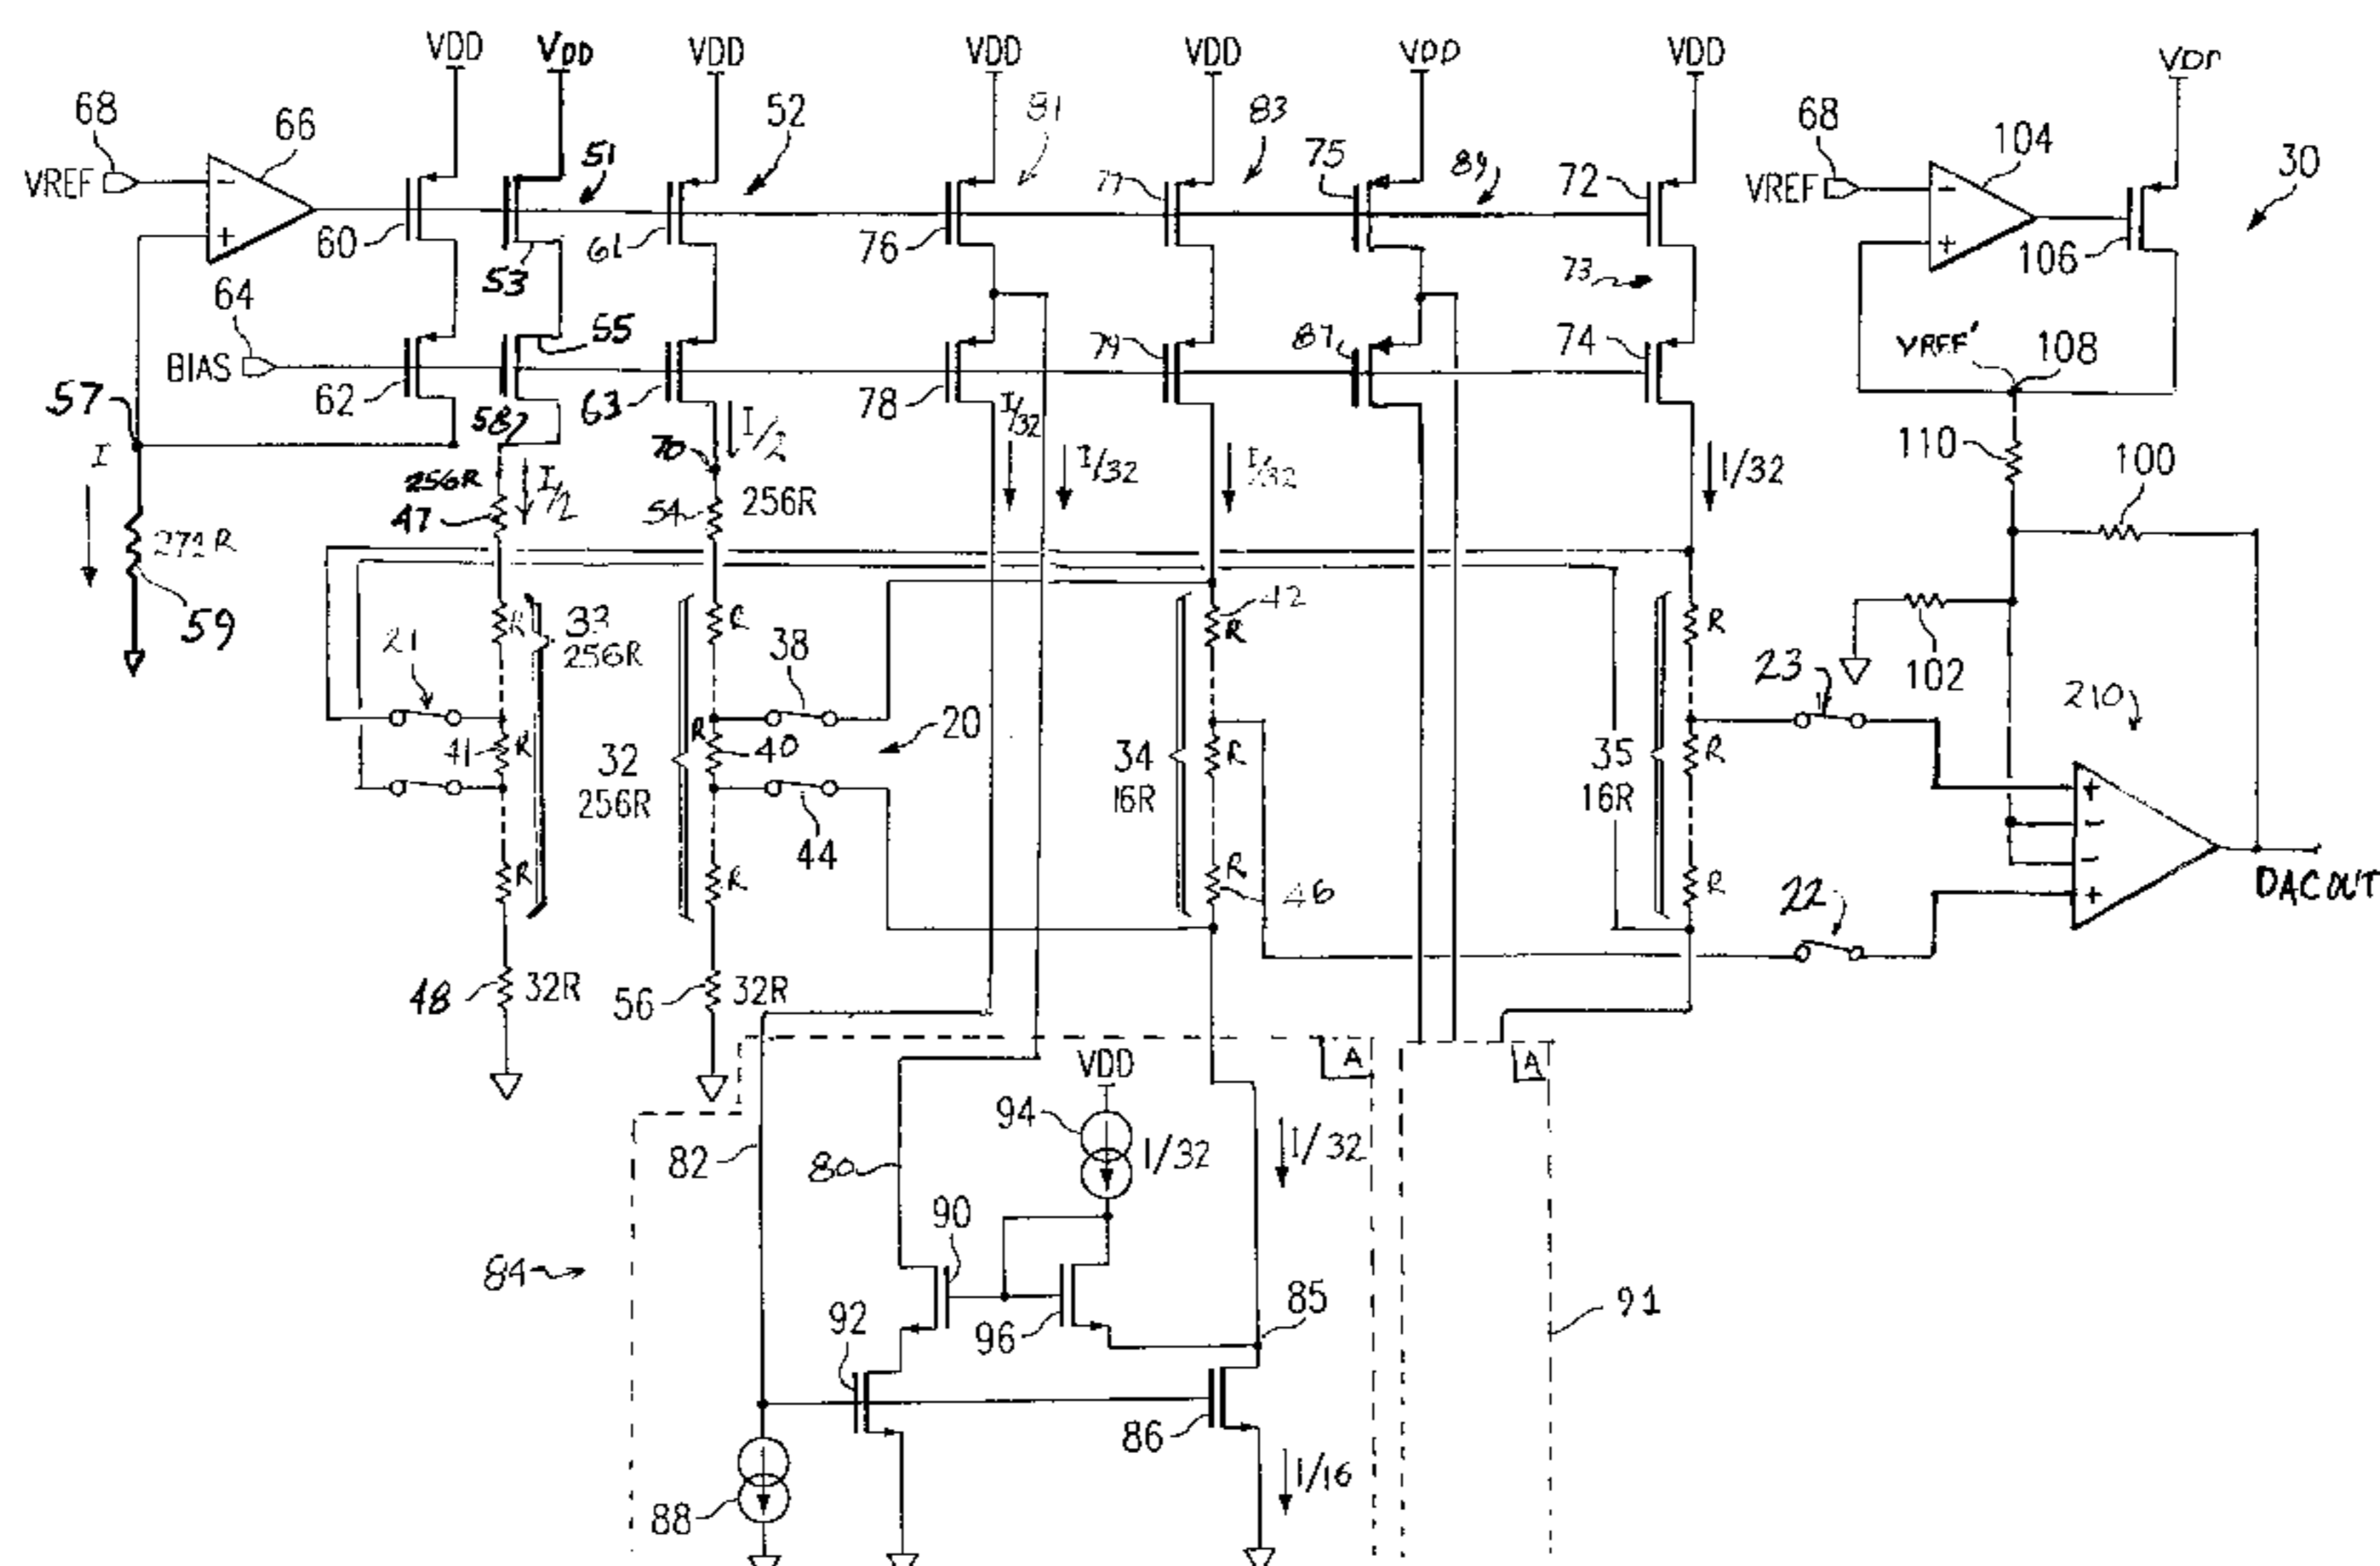 VDD VDD VDD VDD VDD VDD VDD
68 66 51 52 81 83 75 89 72 68 104 30
VREF - + VREF - +
60 53 61 76 77 73 106
64 55 79 87 74 VREF' 108
BIAS
57 62 58 63 78 I/32
I 70 I/2 I/32 I/32 I/32 110 100
256R I/2 256R
47 54
59
R 33 R 42 R
21 256R 38 R 23 102
41 R 32 R 40 20 34 R 35 R 210
256R 16R 16R
44 + - - +
R R R 46 R 22 DACOUT
48 32R 56 32R
VDD A A
94
82 80 I/32 I/32
90
84 92 96 85 91
86
88 I/16